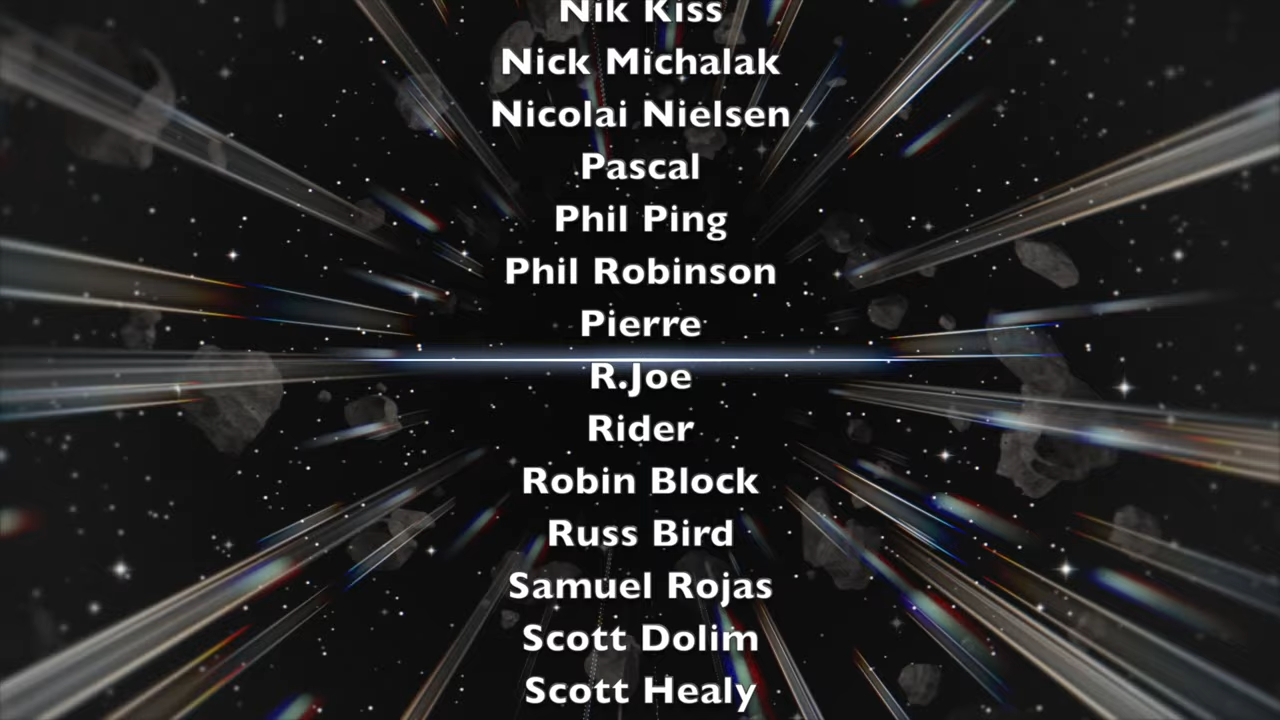 Nik Kiss
Nick Michalak
Nicolai Nielsen
Pascal
Phil Ping
Phil Robinson
Pierre
R.Joe
Rider
Robin Block
Russ Bird
Samuel Rojas
Scott Dolim
Scott Healy